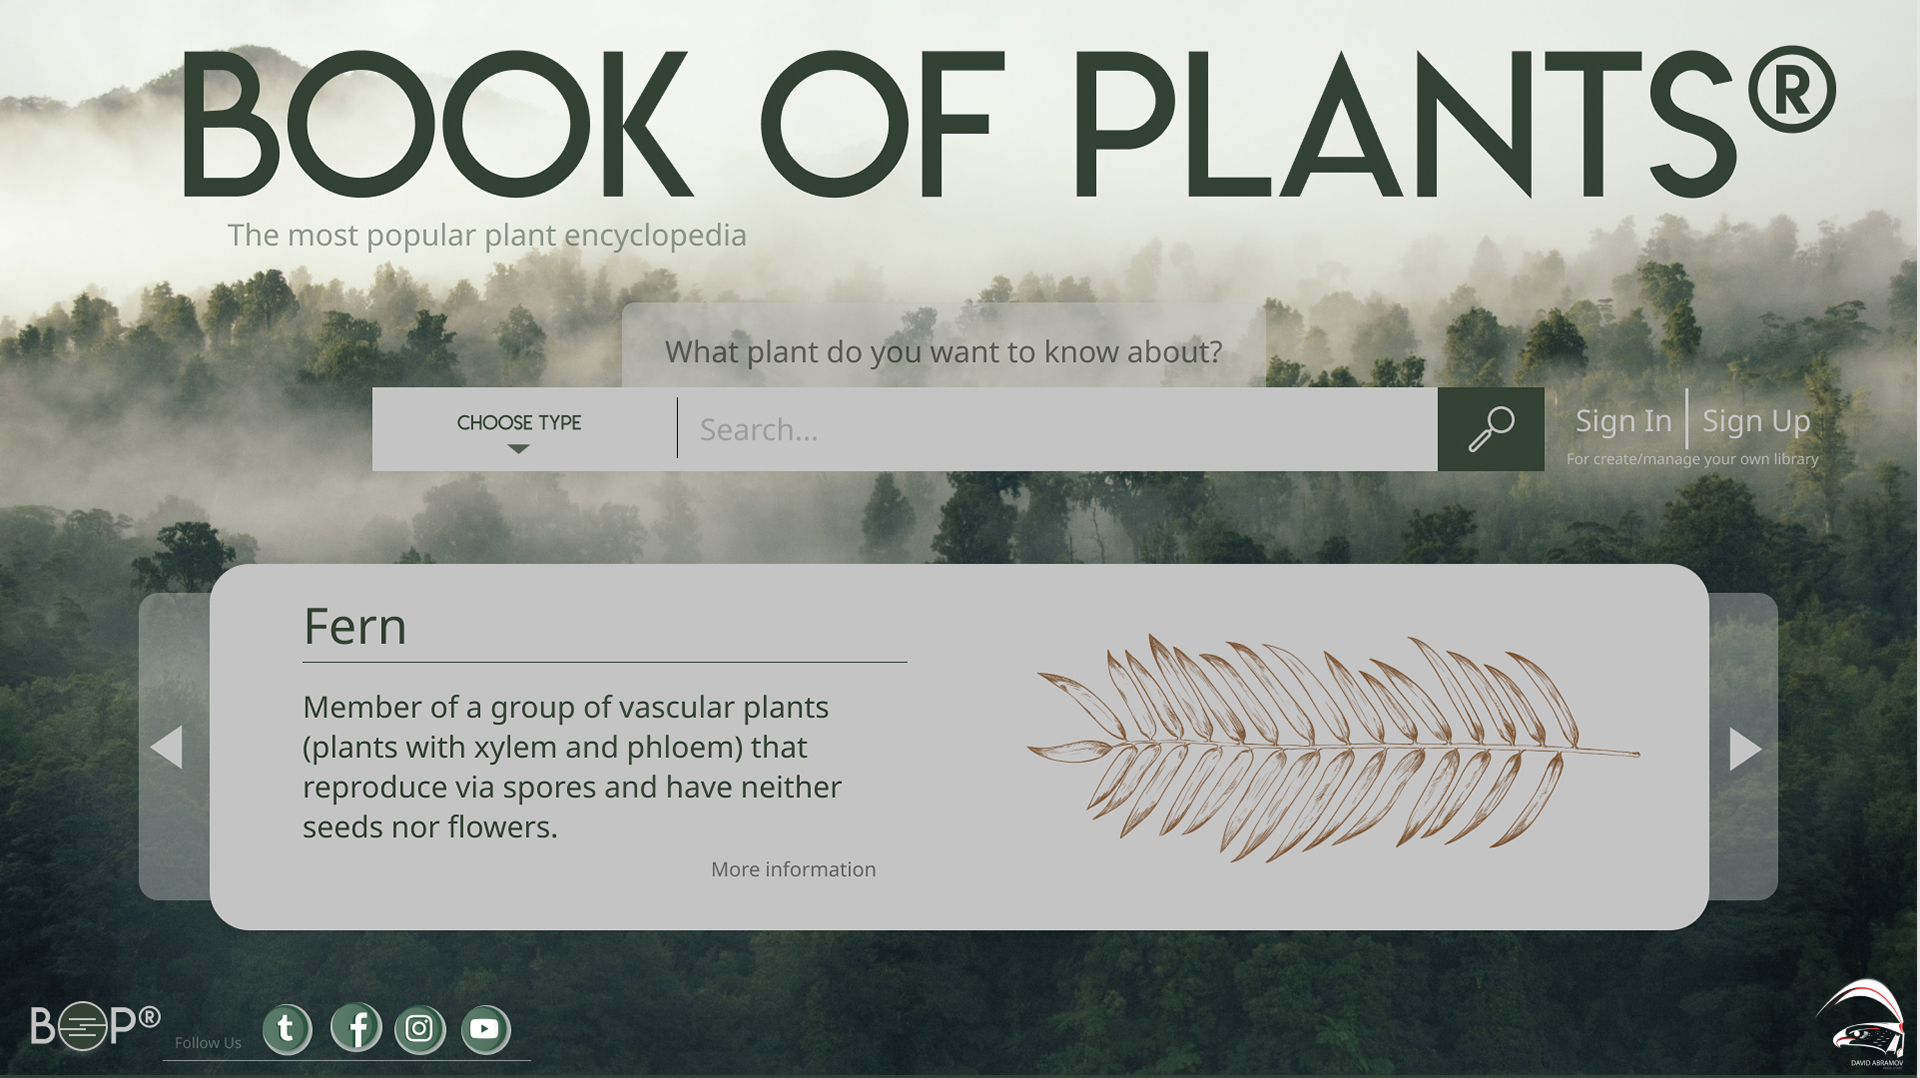 BOOK OF PLANTS®
The most popular plant encyclopedia
What plant do you want to know about?
CHOOSE TYPE
Search...
Sign In
Sign Up
For create/manage your own library
Fern
Member of a group of vascular plants
(plants with xylem and phloem) that
reproduce via spores and have neither
seeds nor flowers.
More information
BOP®
Follow Us
DAVID ABRAMOV